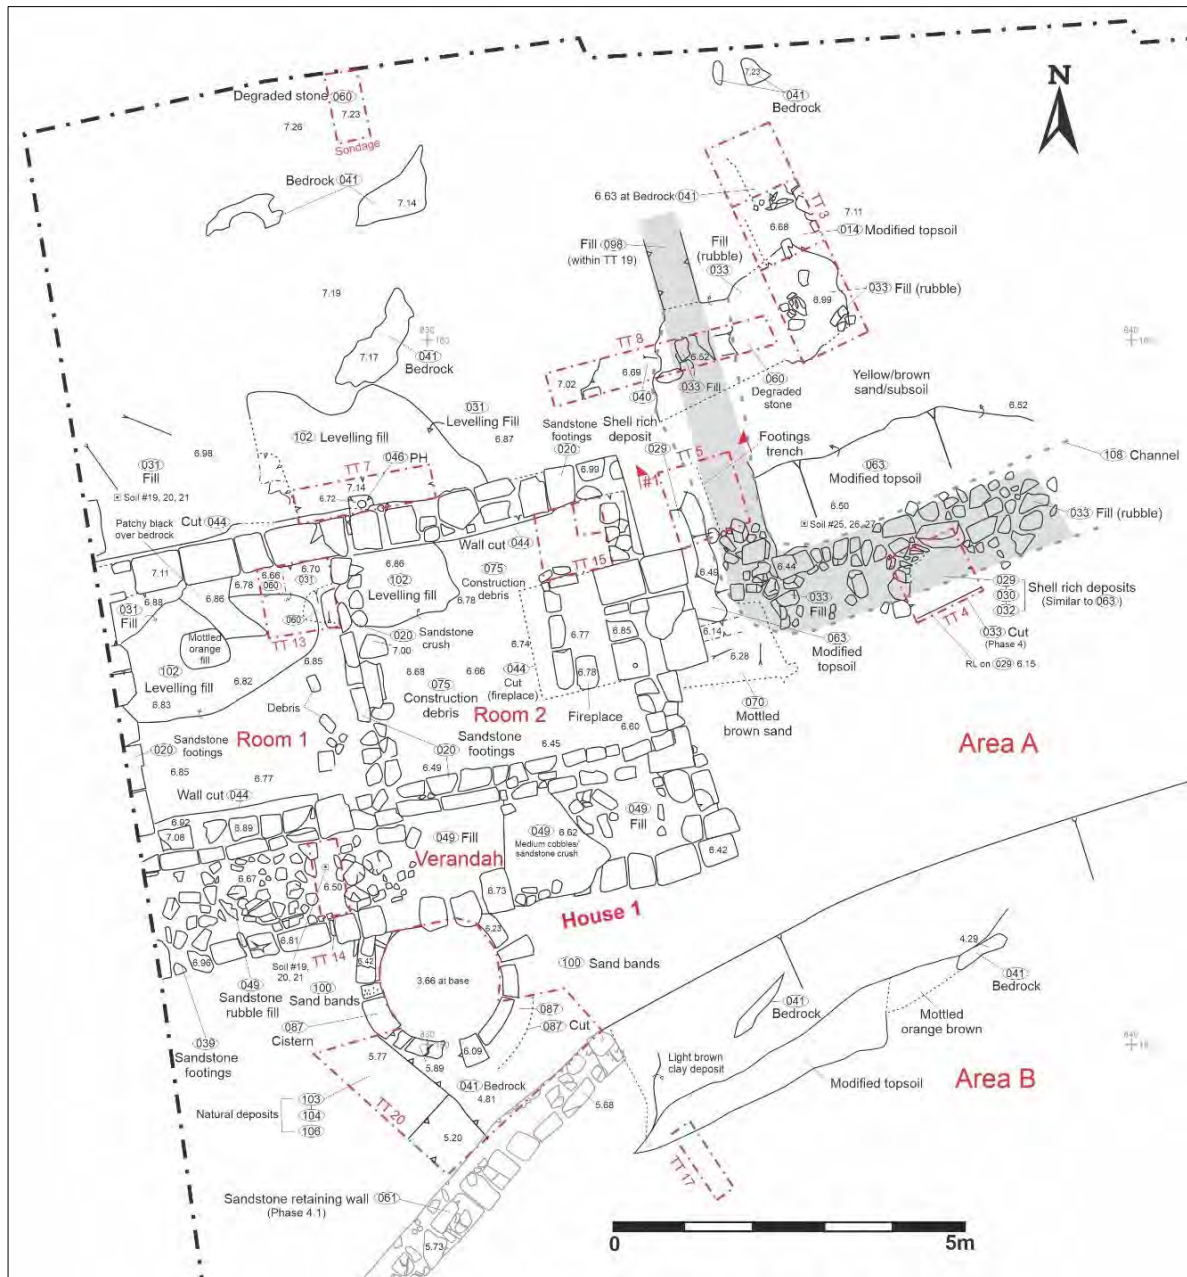 N
7.23
041
Bedrock
Degraded stone 060
7.23
7.26
Sondage
Bedrock 041
7.14
6.63 at Bedrock 041
TT 3
7.11
6.68
014 Modified topsoil
Fill 098
(within TT 19)
Fill
(rubble)
033
033 Fill (rubble)
6.99
7.19
830
640
7.17
041
Bedrock
TT 8
6.52
7.02
6.69
040
033 Fill
060
Degraded
stone
Yellow/brown
sand/subsoil
6.52
031
Levelling Fill
102 Levelling fill
6.87
Sandstone
footings
020
Shell rich
deposit
029
TT 5
Footings
trench
063
Modified topsoil
108 Channel
6.98
031
Fill
046 PH
TT 7
7.14
6.72
6.99
#1
Soil #19, 20, 21
Patchy black
over bedrock
Cut 044
6.50
Soil #25, 26, 27
033 Fill (rubble)
Wall cut 044
TT 15
7.11
6.66
6.70
031
6.78
060
6.86
102
Levelling fill
6.78
075
Construction
debris
6.49
6.44
033
Fill
029
030
032
Shell rich deposits
(Similar to 063)
TT 4
031
Fill
6.88
6.86
060
TT 13
020
Sandstone
crush
7.00
6.14
063
Modified
topsoil
033 Cut
(Phase 4)
RL on 029 6.15
Mottled
orange
fill
6.77
6.85
6.74
102
Levelling fill
6.85
6.82
6.83
6.68
6.66
075
Construction
debris
044
Cut
(fireplace)
6.78
6.28
070
Mottled
brown sand
Debris
Room 1
Room 2
Fireplace
Area A
020
Sandstone
footings
020
Sandstone
footings
6.60
6.45
6.49
6.85
6.77
Wall cut 044
6.92
7.08
6.89
049 Fill
049
6.62
Medium cobbles/
sandstone crush
049
Fill
6.42
Verandah
6.67
6.50
6.73
House 1
6.81
6.96
Soil #19,
20, 21
TT 14
6.42
5.23
3.66 at base
100 Sand bands
4.29
041
Bedrock
049
Sandstone
rubble fill
100
Sand bands
039
Sandstone
footings
087
Cistern
087
087 Cut
041
Bedrock
Mottled
orange brown
5.77
5.89
6.09
640
Light brown
clay deposit
Area B
Modified topsoil
041 Bedrock
4.81
5.68
Natural deposits
103
104
106
TT 20
5.20
TT 17
Sandstone retaining wall 061
(Phase 4.1)
5.73
0
5m